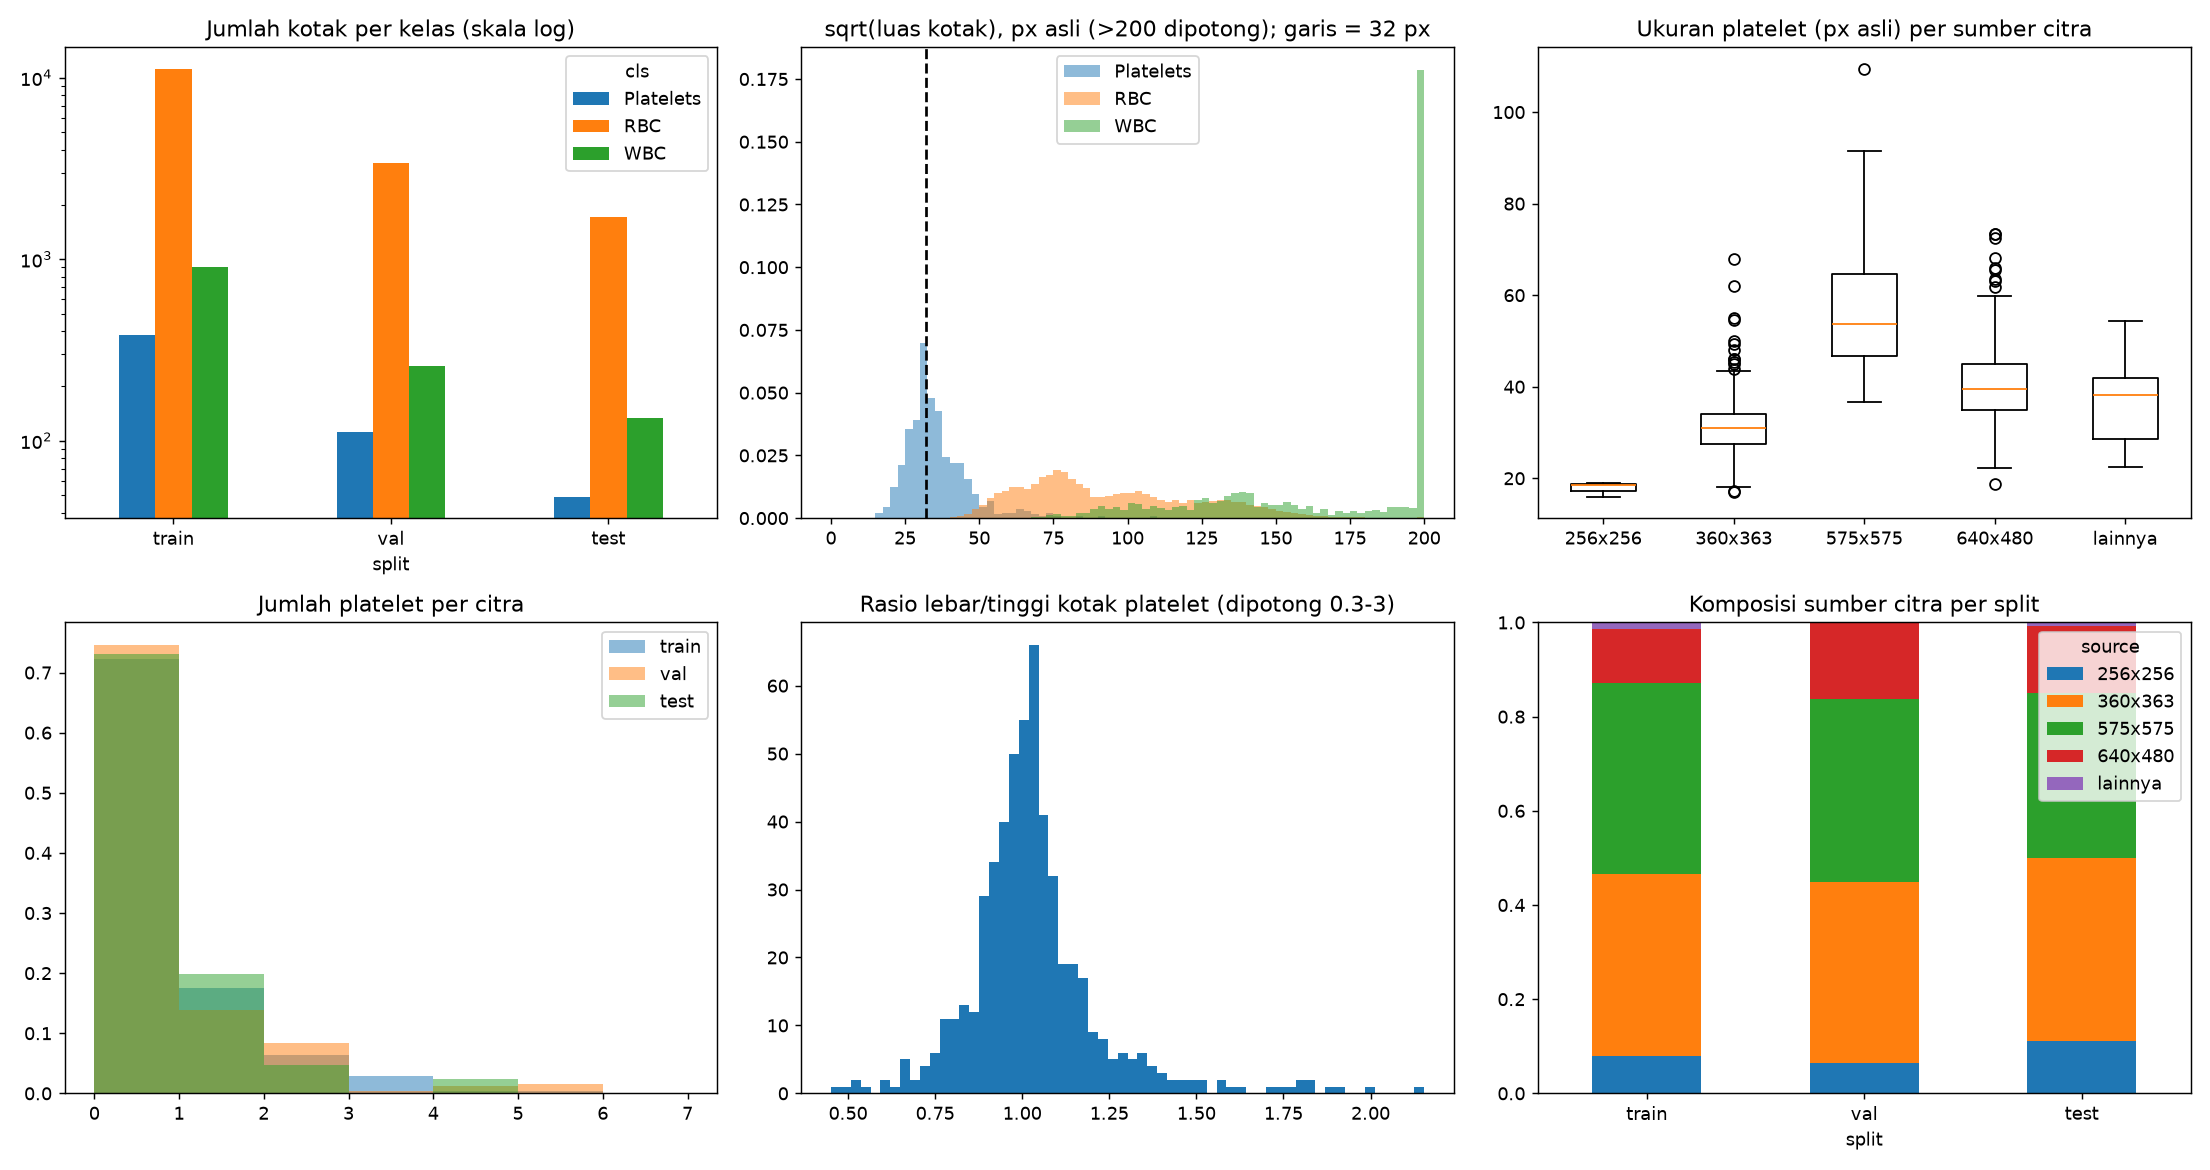 Jumlah kotak per kelas (skala log)
10⁴
10³
10²
cls
Platelets
RBC
WBC
train
val
test
split
sqrt(luas kotak), px asli (>200 dipotong); garis = 32 px
0.175
0.150
0.125
0.100
0.075
0.050
0.025
0.000
Platelets
RBC
WBC
0 25 50 75 100 125 150 175 200
Ukuran platelet (px asli) per sumber citra
100
80
60
40
20
256x256 360x363 575x575 640x480 lainnya
Jumlah platelet per citra
0.7
0.6
0.5
0.4
0.3
0.2
0.1
0.0
train
val
test
0 1 2 3 4 5 6 7
Rasio lebar/tinggi kotak platelet (dipotong 0.3-3)
60
50
40
30
20
10
0
0.50 0.75 1.00 1.25 1.50 1.75 2.00
Komposisi sumber citra per split
1.0
0.8
0.6
0.4
0.2
0.0
source
256x256
360x363
575x575
640x480
lainnya
train
val
test
split